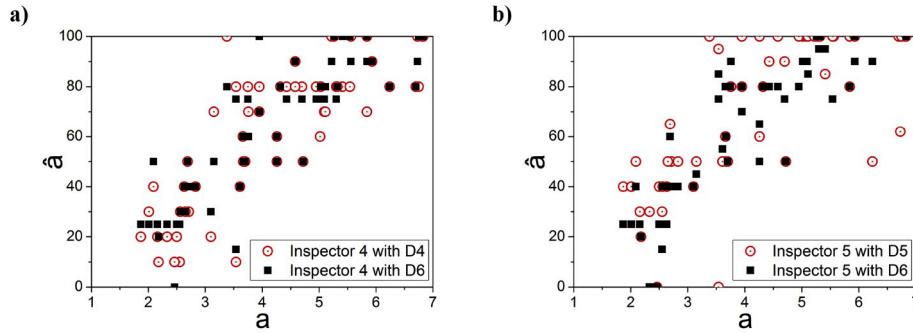 a)
100
80
60
40
20
0
â
1 2 3 4 5 6 7
a
Inspector 4 with D4
Inspector 4 with D6
b)
100
80
60
40
20
0
â
1 2 3 4 5 6
a
Inspector 5 with D5
Inspector 5 with D6